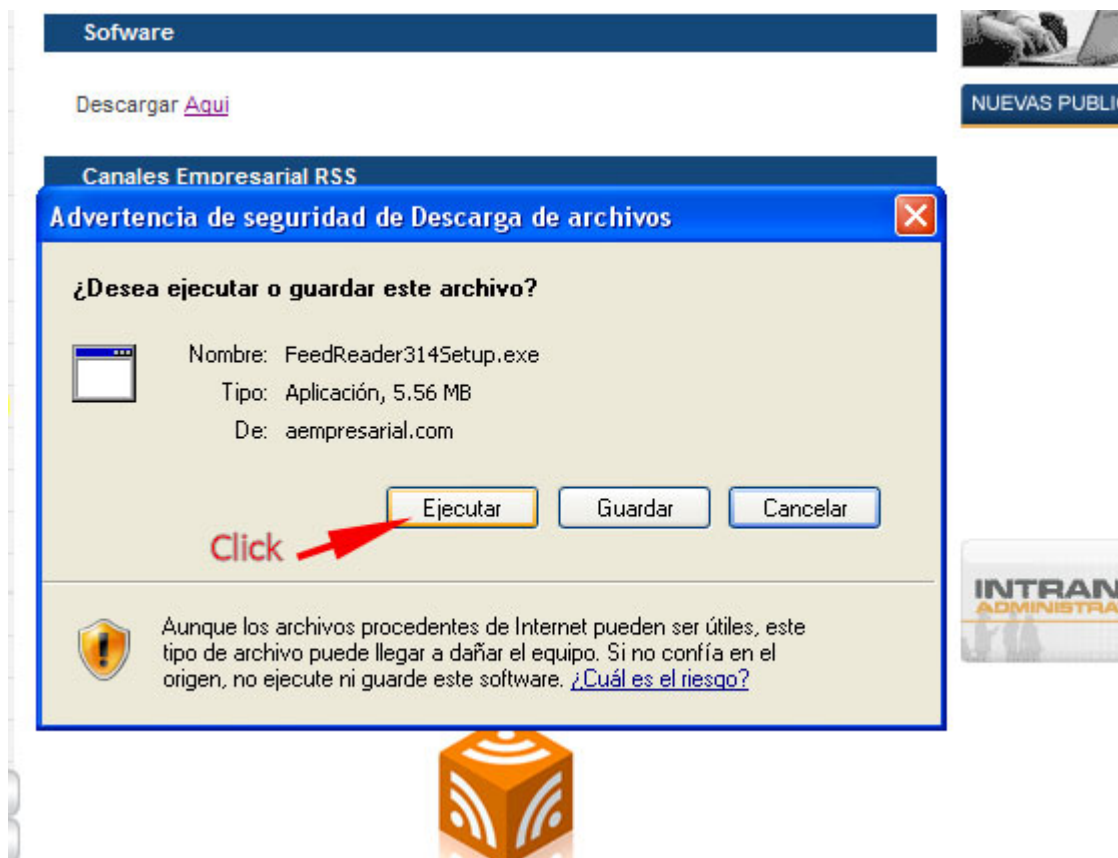 Sofware
Descargar Aqui
NUEVAS PUBLI
Canales Empresarial RSS
Advertencia de seguridad de Descarga de archivos
¿Desea ejecutar o guardar este archivo?
Nombre: FeedReader314Setup.exe
Tipo: Aplicación, 5.56 MB
De: aempresarial.com
Ejecutar Guardar Cancelar
Click
INTRAN
ADMINISTRA
Aunque los archivos procedentes de Internet pueden ser útiles, este
tipo de archivo puede llegar a dañar el equipo. Si no confía en el
origen, no ejecute ni guarde este software. ¿Cuál es el riesgo?